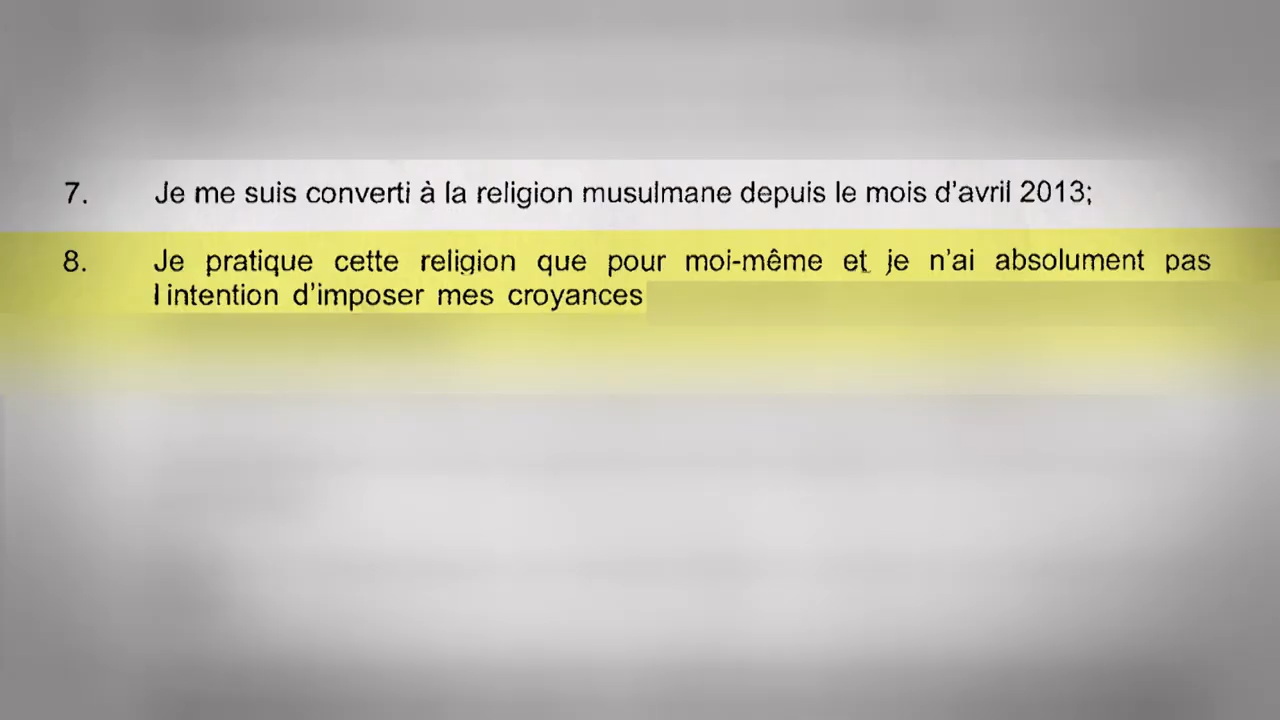 7. Je me suis converti à la religion musulmane depuis le mois d'avril 2013;
8. Je pratique cette religion que pour moi-même et je n'ai absolument pas
l'intention d'imposer mes croyances